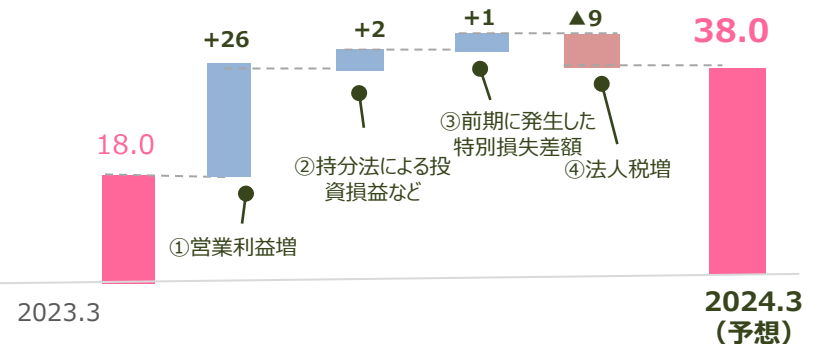 +26
+2
+1
▲9
38.0
18.0
①営業利益増
②持分法による投
資損益など
③前期に発生した
特別損失差額
④法人税増
2023.3
2024.3
（予想）